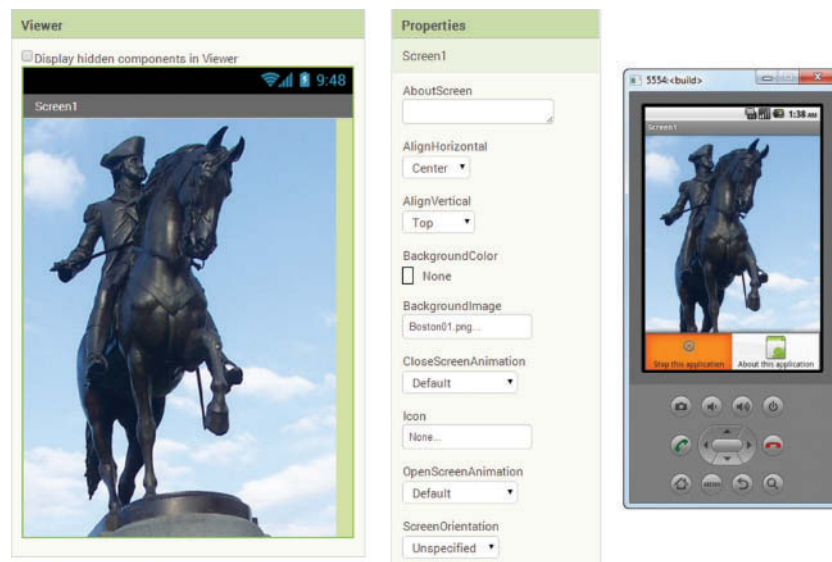 Viewer
Display hidden components in Viewer
9:48
Screen1
Properties
Screen1
AboutScreen
AlignHorizontal
Center
AlignVertical
Top
BackgroundColor
None
BackgroundImage
Boston01.png...
CloseScreenAnimation
Default
Icon
None...
OpenScreenAnimation
Default
ScreenOrientation
Unspecified
5554:<build>
1:38 AM
Screen1
Stop this application
About this application
MENU